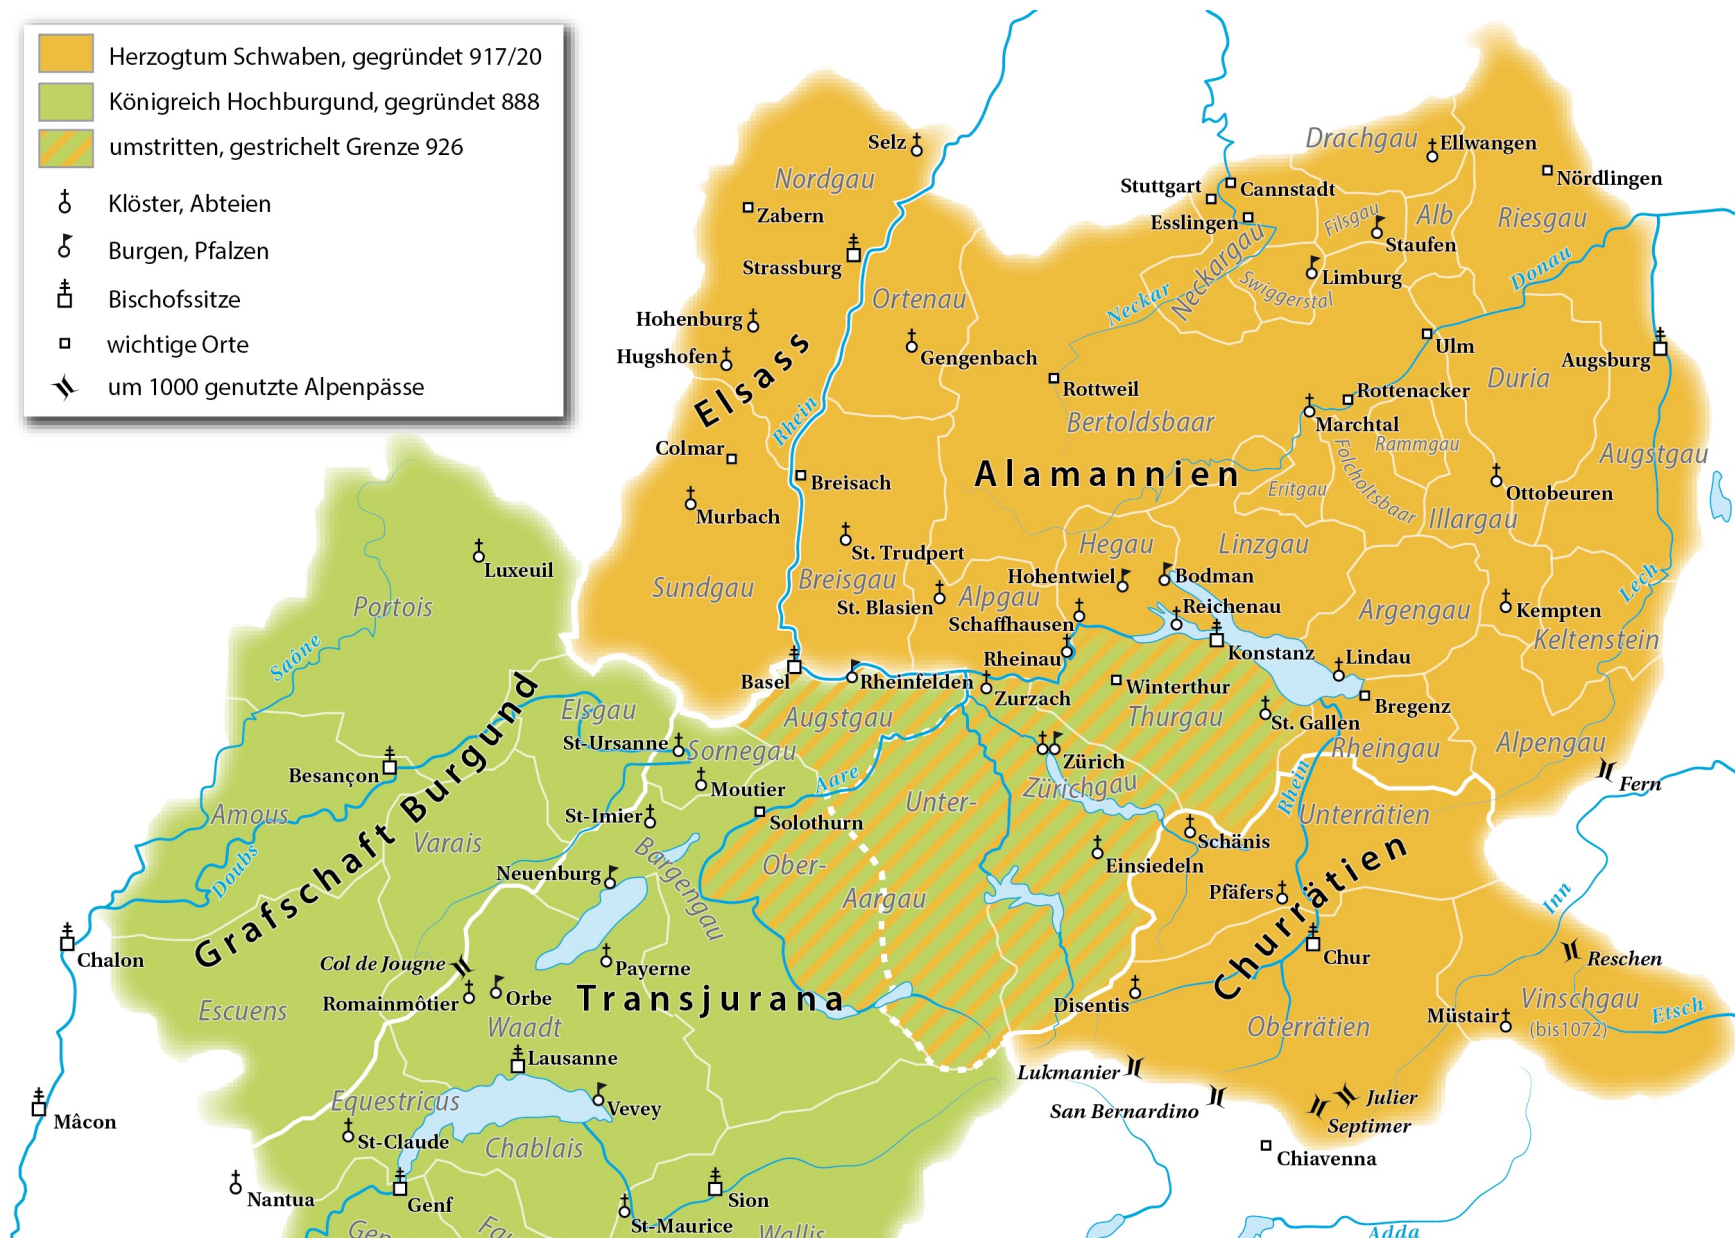 Herzogtum Schwaben, gegründet 917/20
Königreich Hochburgund, gegründet 888
umstritten, gestrichelt Grenze 926
Klöster, Abteien
Burgen, Pfalzen
Bischofssitze
wichtige Orte
um 1000 genutzte Alpenpässe
Selz
Nordgau
Zabern
Strassburg
Hohenburg
Hugshofen
Elsass
Rhein
Ortenau
Gengenbach
Colmar
Breisach
Murbach
St. Trudpert
Sundgau
Breisgau
St. Blasien
Drachgau
Ellwangen
Nördlingen
Stuttgart
Cannstadt
Esslingen
Filsgau
Alb
Riesgau
Staufen
Neckargau
Limburg
Swiggerstal
Donau
Neckar
Ulm
Augsburg
Rottweil
Duria
Rottenacker
Bertoldsbaar
Marchtal
Rammgau
Folcholtsbaar
Augstgau
Alamannien
Eritgau
Ottobeuren
Illargau
Hegau
Linzgau
Hohentwiel
Bodman
Alpgau
Reichenau
Schaffhausen
Argengau
Kempten
Lech
Keltenstein
Rheinau
Konstanz
Lindau
Basel
Rheinfelden
Zurzach
Winterthur
Bregenz
Augstgau
Thurgau
St. Gallen
Rheingau
Alpengau
Fern
Luxeuil
Portois
Saône
Elsgau
St-Ursanne
Sornegau
Besançon
Moutier
Aare
Zürich
Zürichgau
Rhein
Unterrätien
Amous
Grafschaft Burgund
Varais
St-Imier
Solothurn
Unter-
Schänis
Doubs
Neuenburg
Bargengau
Ober-
Aargau
Einsiedeln
Pfäfers
Churrätien
Inn
Chalon
Col de Jougne
Payerne
Chur
Reschen
Romainmôtier
Orbe
Transjurana
Disentis
Escuens
Waadt
Oberrätien
Müstair
Vinschgau
(bis1072)
Etsch
Lausanne
Lukmanier
Equestricus
Vevey
San Bernardino
Julier
Septimer
Mâcon
St-Claude
Chablais
Chiavenna
Nantua
Genf
Sion
St-Maurice
Wallis
Adda